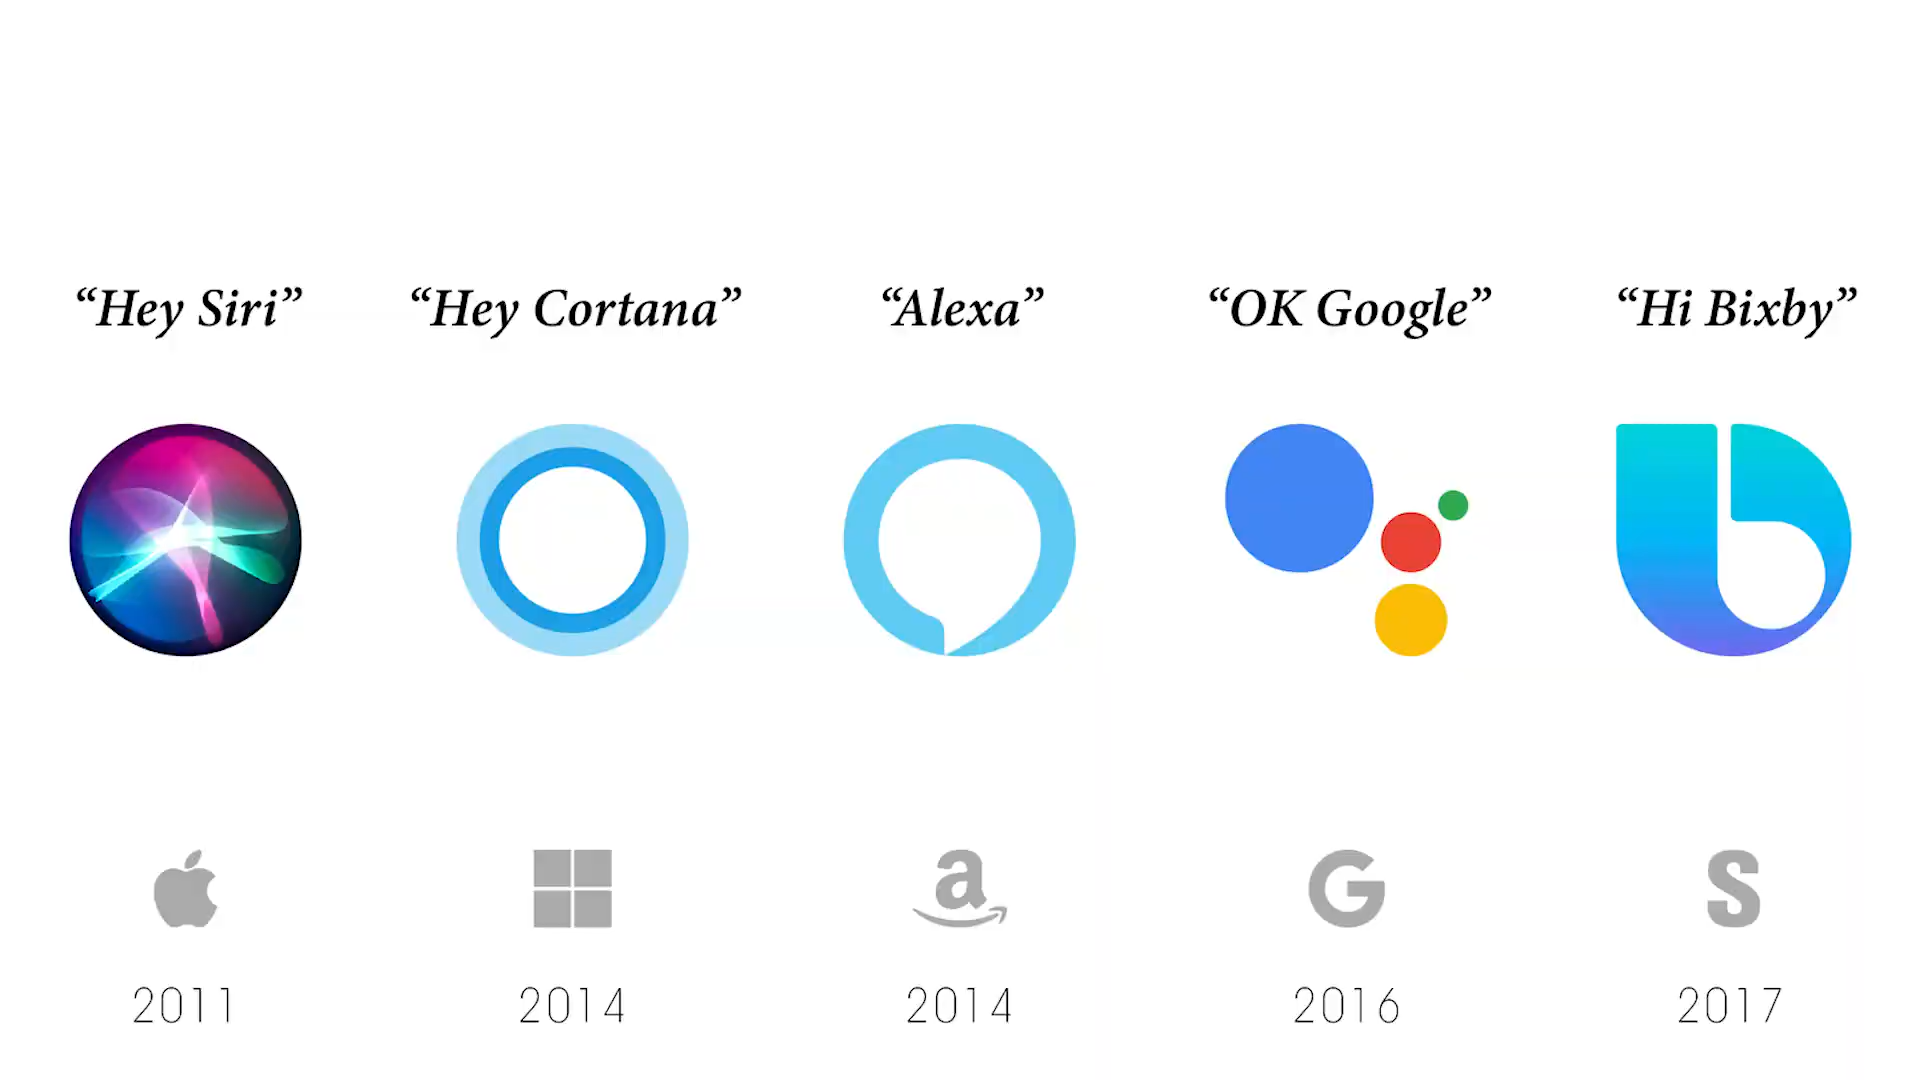 “Hey Siri” “Hey Cortana” “Alexa” “OK Google” “Hi Bixby”
a G S
2011 2014 2014 2016 2017